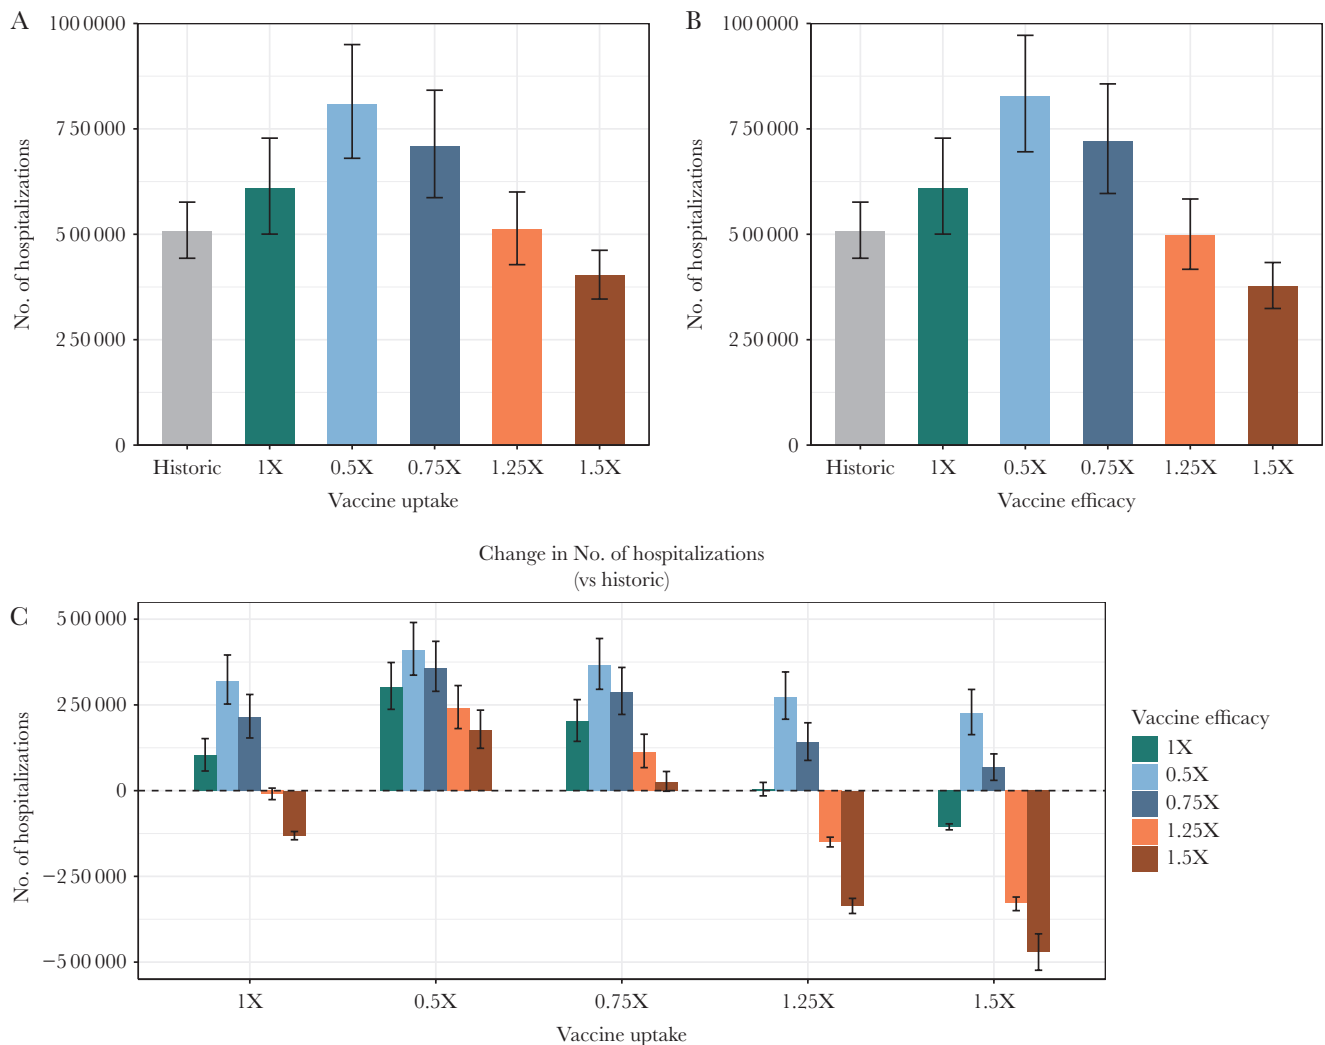 A
No. of hospitalizations
1000000
750000
500000
250000
0
Historic 1X 0.5X 0.75X 1.25X 1.5X
Vaccine uptake
B
No. of hospitalizations
1000000
750000
500000
250000
0
Historic 1X 0.5X 0.75X 1.25X 1.5X
Vaccine efficacy
Change in No. of hospitalizations
(vs historic)
C
No. of hospitalizations
500000
250000
0
−250000
−500000
1X 0.5X 0.75X 1.25X 1.5X
Vaccine uptake
Vaccine efficacy
1X
0.5X
0.75X
1.25X
1.5X